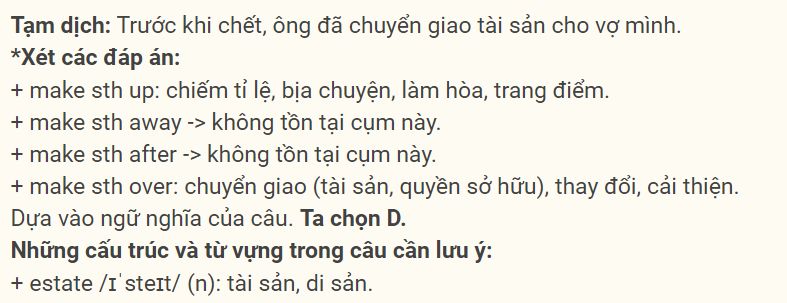 Tạm dịch: Trước khi chết, ông đã chuyển giao tài sản cho vợ mình.
*Xét các đáp án:
+ make sth up: chiếm tỉ lệ, bịa chuyện, làm hòa, trang điểm.
+ make sth away -> không tồn tại cụm này.
+ make sth after -> không tồn tại cụm này.
+ make sth over: chuyển giao (tài sản, quyền sở hữu), thay đổi, cải thiện.
Dựa vào ngữ nghĩa của câu. Ta chọn D.
Những cấu trúc và từ vựng trong câu cần lưu ý:
+ estate /ɪˈsteɪt/ (n): tài sản, di sản.